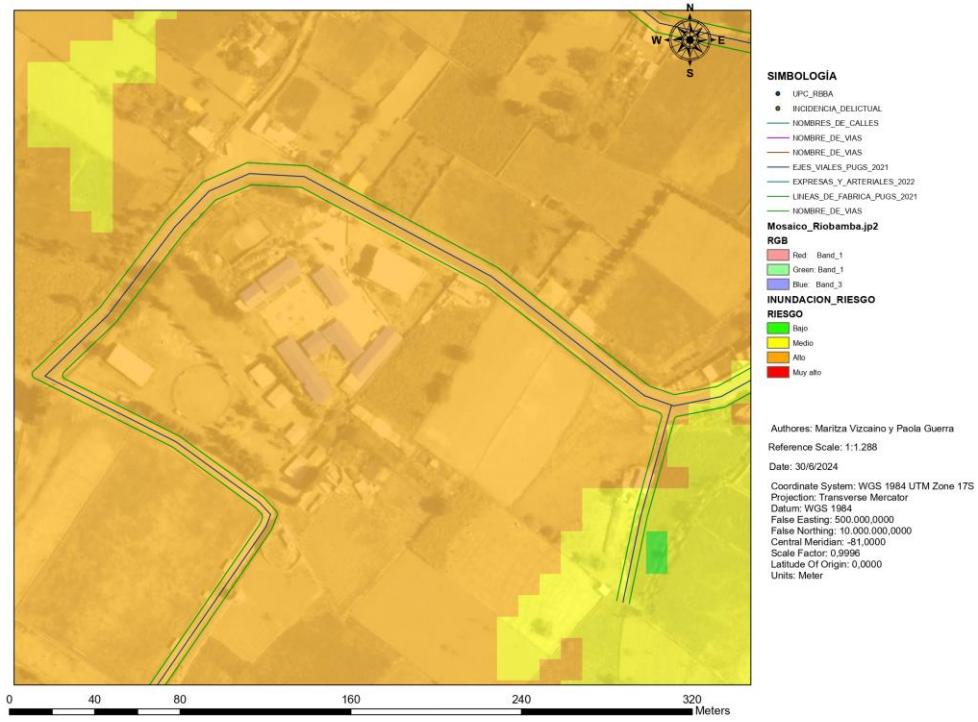 N
W E
S
SIMBOLOGÍA
UPC_RBBA
INCIDENCIA_DELICTUAL
NOMBRES_DE_CALLES
NOMBRE_DE_VIAS
NOMBRE_DE_VIAS
EJES_VIALES_PUGS_2021
EXPRESAS_Y_ARTERIALES_2022
LINEAS_DE_FABRICA_PUGS_2021
NOMBRE_DE_VIAS
Mosaico_Riobamba.jp2
RGB
Red: Band_1
Green: Band_1
Blue: Band_3
INUNDACION_RIESGO
RIESGO
Bajo
Medio
Alto
Muy alto
Authores: Maritza Vizcaino y Paola Guerra
Reference Scale: 1:1.288
Date: 30/6/2024
Coordinate System: WGS 1984 UTM Zone 17S
Projection: Transverse Mercator
Datum: WGS 1984
False Easting: 500.000,0000
False Northing: 10.000.000,0000
Central Meridian: -81,0000
Scale Factor: 0,9996
Latitude Of Origin: 0,0000
Units: Meter
0 40 80 160 240 320
Meters